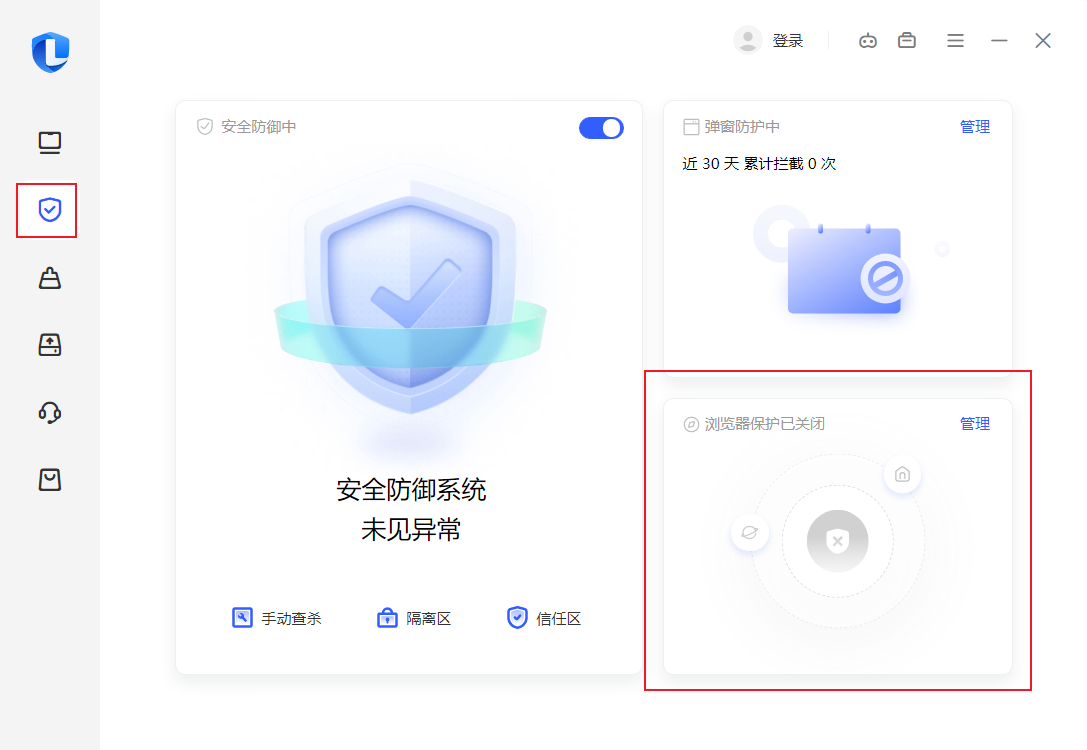 登录
安全防御中
弹窗防护中
管理
近 30 天 累计拦截 0 次
浏览器保护已关闭
管理
安全防御系统
未见异常
手动查杀
隔离区
信任区